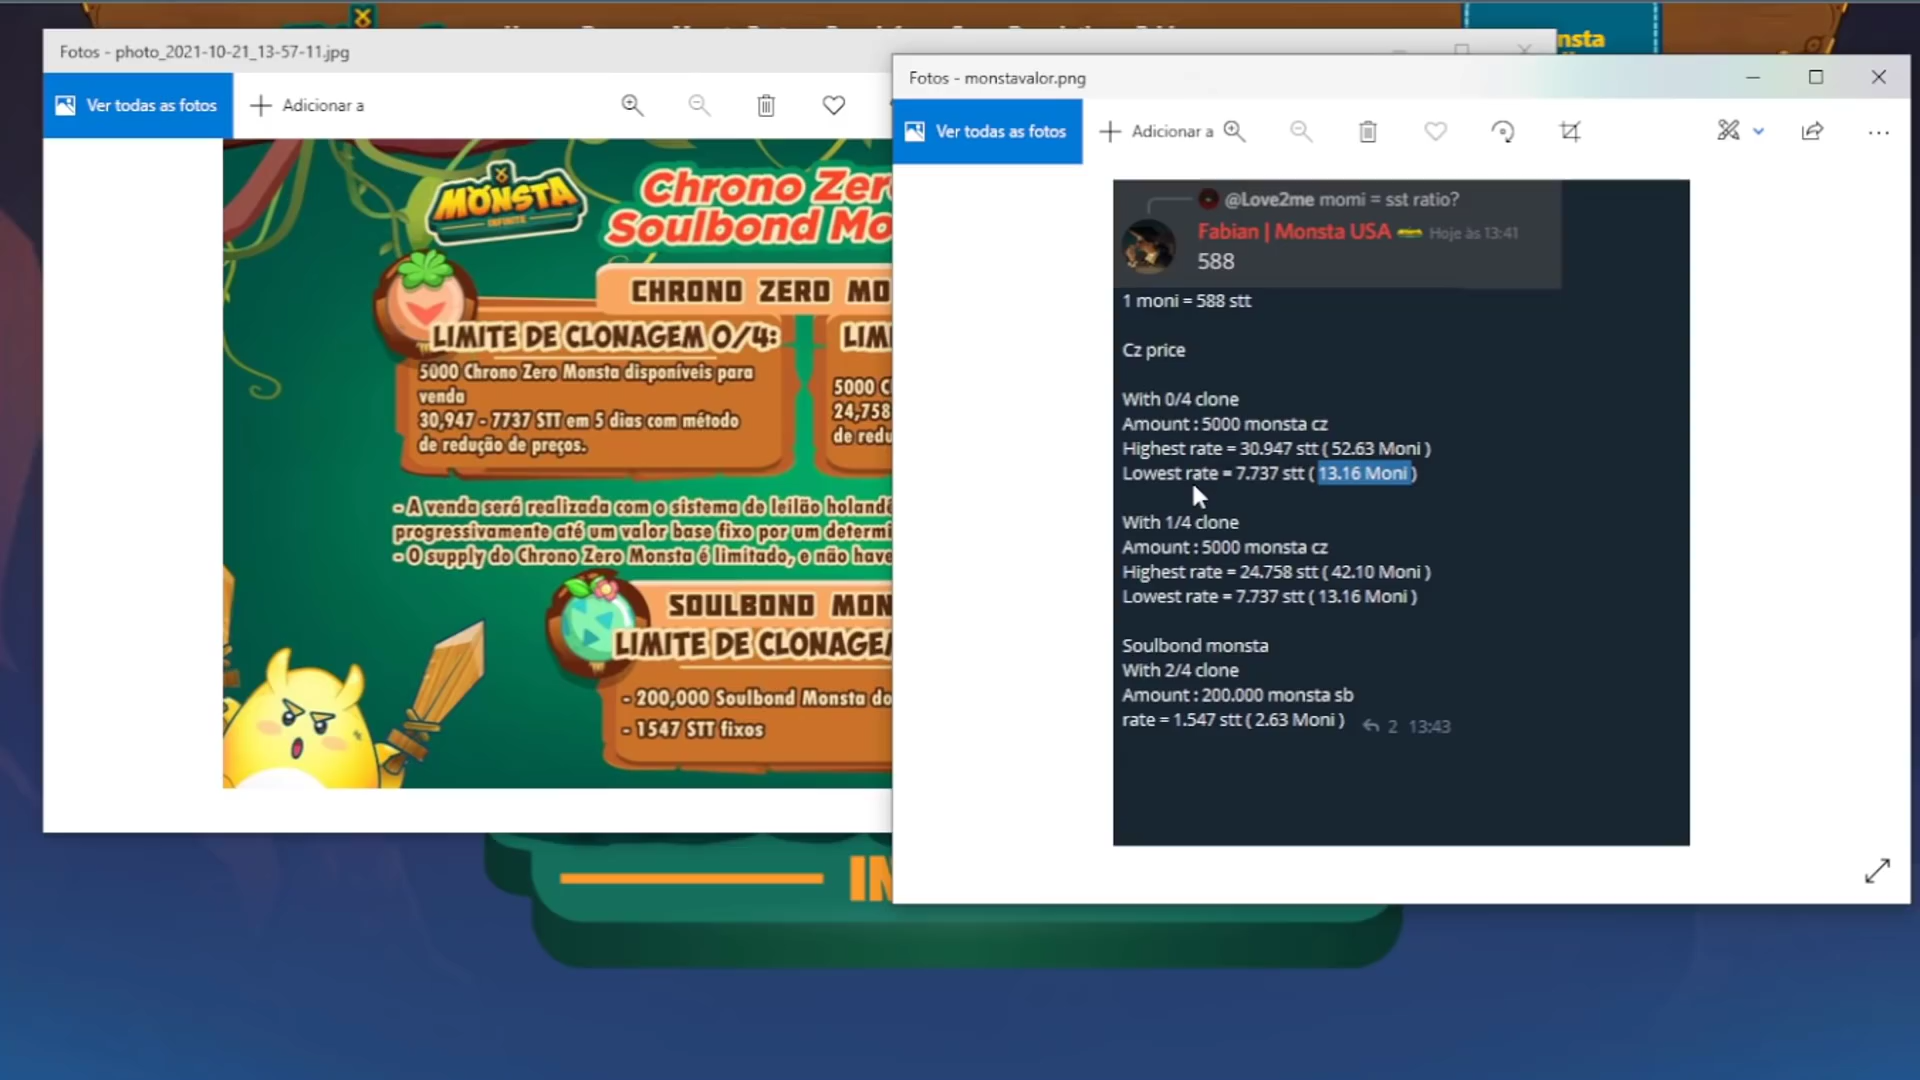 nsta
Fotos - photo_2021-10-21_13-57-11.jpg
Ver todas as fotos
Adicionar a
MONSTA
INFINITE
Chrono Zer
Soulbond Mo
CHRONO ZERO MO
LIMITE DE CLONAGEM 0/4:
5000 Chrono Zero Monsta disponíveis para
venda
30,947 - 7737 STT em 5 dias com método
de redução de preços.
LIM
5000 C
24,758
de redu
- A venda será realizada com o sistema de leilão holandê
progressivamente até um valor base fixo por um determi
- O supply do Chrono Zero Monsta é limitado, e não have
SOULBOND MON
LIMITE DE CLONAGE
- 200,000 Soulbond Monsta do
- 1547 STT fixos
IN
Fotos - monstavalor.png
Ver todas as fotos
Adicionar a
@Love2me momi = sst ratio?
Fabian | Monsta USA Hoje às 13:41
588
1 moni = 588 stt
Cz price
With 0/4 clone
Amount : 5000 monsta cz
Highest rate = 30.947 stt ( 52.63 Moni )
Lowest rate = 7.737 stt ( 13.16 Moni )
With 1/4 clone
Amount : 5000 monsta cz
Highest rate = 24.758 stt ( 42.10 Moni )
Lowest rate = 7.737 stt ( 13.16 Moni )
Soulbond monsta
With 2/4 clone
Amount : 200.000 monsta sb
rate = 1.547 stt ( 2.63 Moni )
2 13:43